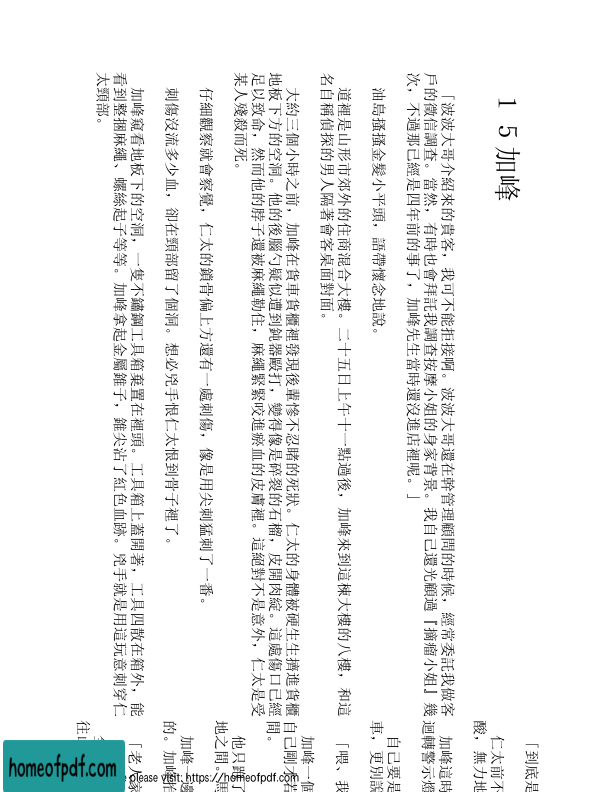 15 加峰
「波波大哥介紹來的貴客，我可不能拒接啊。波波大哥還在幹管理顧問的時候，經常委託我做客
戶的徵信調查。當然，有時也會拜託我調查按摩小姐的身家背景。我自己還光顧過『摘瘤小姐』幾
次，不過那已經是四年前的事了，加峰先生當時還沒進店裡呢。」
油島搔搔金髮小平頭，語帶懷念地說。
這裡是山形市郊外的住商混合大樓。二十五日上午十一點過後，加峰來到這棟大樓的八樓，和這
名自稱偵探的男人隔著會客桌面對面。
大約三個小時之前，加峰在貨車貨櫃裡發現後輩慘不忍睹的死狀。仁太的身體被硬生生擠進貨櫃
地板下方的空洞。他的後腦勺疑似遭到鈍器毆打，變得像是碎裂的石榴，皮開肉綻。這處傷口已經
足以致命，然而他的脖子還被麻繩勒住，麻繩緊緊咬進瘀血的皮膚裡。這絕對不是意外，仁太是受
某人殘殺而死。
仔細觀察就會察覺，仁太的鎖骨偏上方還有一處刺傷，像是用尖刺猛刺了一番。
刺傷沒流多少血，卻在頸部留了個洞。想必兇手恨仁太恨到骨子裡了。
加峰窺看地板下的空洞，一隻不鏽鋼工具箱棄置在裡頭。工具箱上蓋開著，工具四散在箱外，能
看到整捆麻繩、螺絲起子等等。加峰拿起金屬錐子，錐尖沾了紅色血跡。兇手就是用這玩意刺穿仁
太頸部。
「到底是
仁太前不
酸，無力地
加峰這時
迴轉警示燈
自己要是
車，更別說
「喂、我
加峰一個
自己剛才若
間。
他只跑了
地之間。黑
加峰一邊
的。加峰
「老人家
往
homeofpdf.com
please visit: https://homeofpdf.com